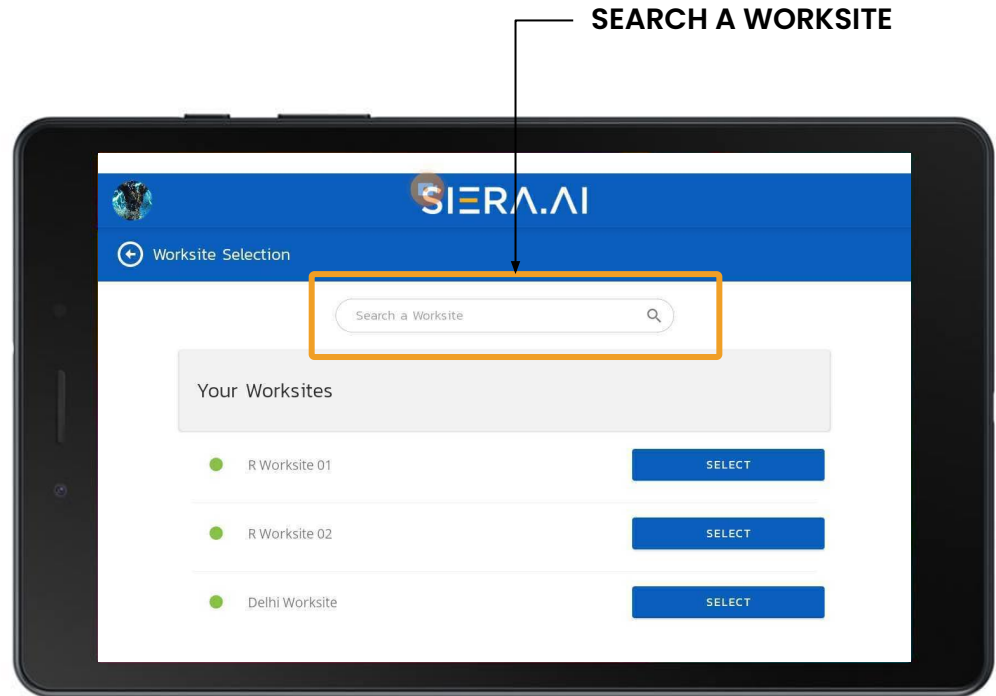 SEARCH A WORKSITE
SIERA.AI
Worksite Selection
Search a Worksite
Your Worksites
R Worksite 01
SELECT
R Worksite 02
SELECT
Delhi Worksite
SELECT